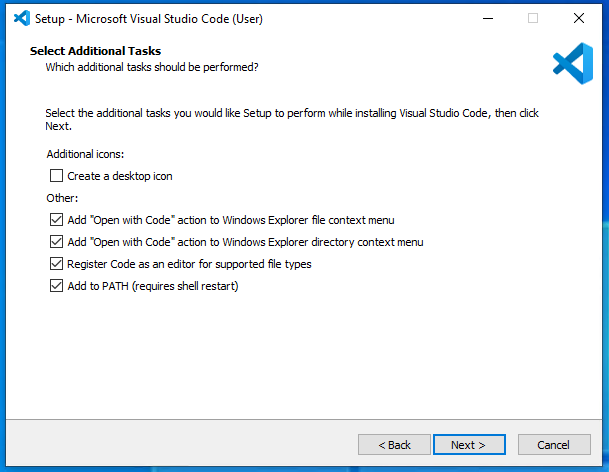 Setup - Microsoft Visual Studio Code (User)
Select Additional Tasks
Which additional tasks should be performed?
Select the additional tasks you would like Setup to perform while installing Visual Studio Code, then click
Next.
Additional icons:
Create a desktop icon
Other:
Add "Open with Code" action to Windows Explorer file context menu
Add "Open with Code" action to Windows Explorer directory context menu
Register Code as an editor for supported file types
Add to PATH (requires shell restart)
< Back Next > Cancel